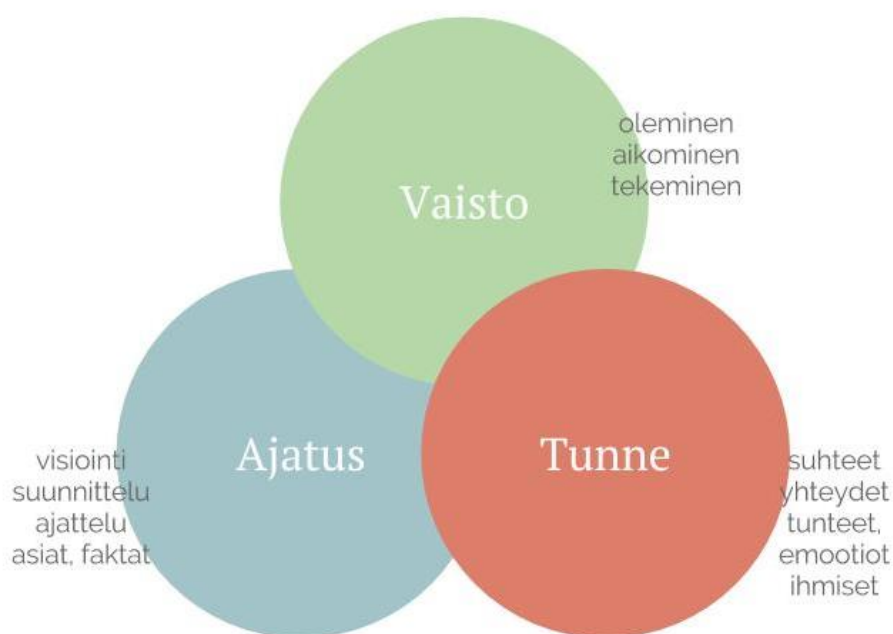 oleminen
aikominen
tekeminen
Vaisto
Ajatus
Tunne
visiointi
suunnittelu
ajattelu
asiat, faktat
suhteet
yhteydet
tunteet,
emootiot
ihmiset